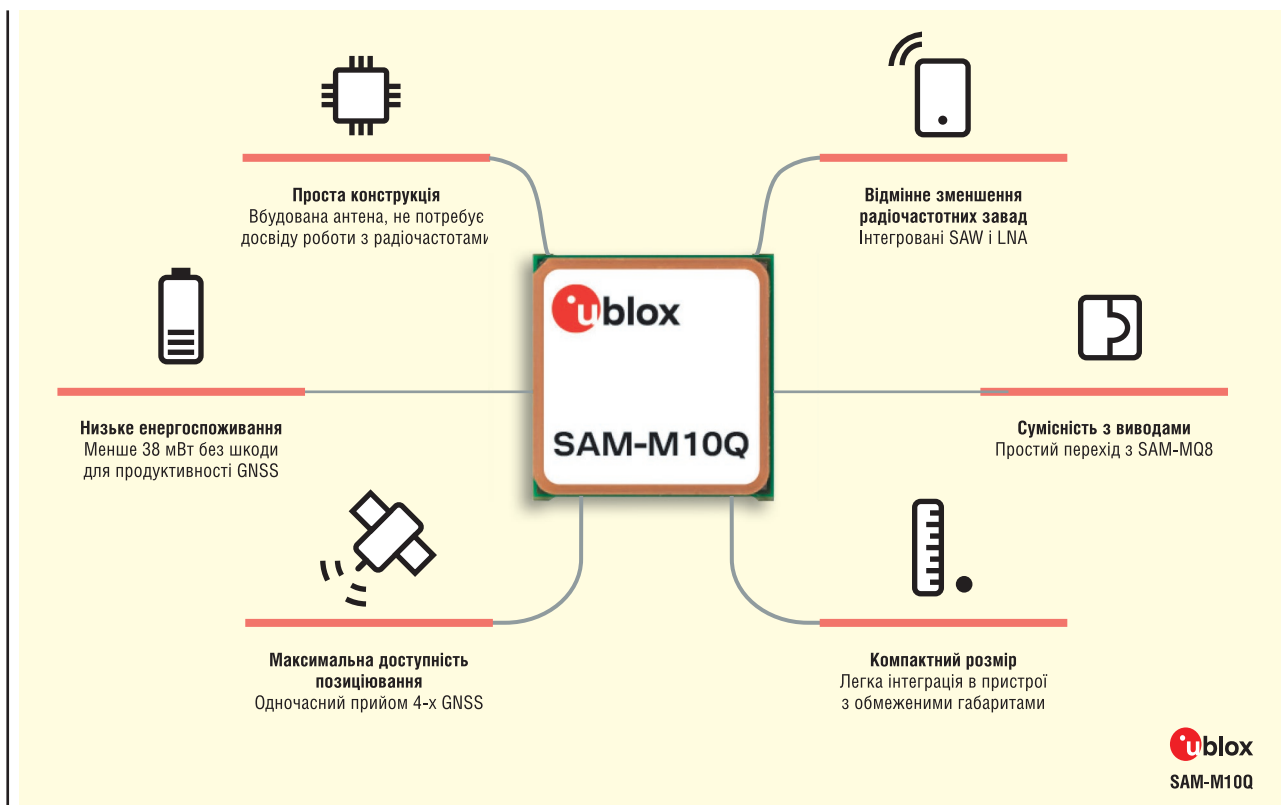 Проста конструкція
Вбудована антена, не потребує
досвіду роботи з радіочастотами
Відмінне зменшення
радіочастотних завад
Інтегровані SAW і LNA
ublox
SAM-M10Q
Низьке енергоспоживання
Менше 38 мВт без шкоди
для продуктивності GNSS
Сумісність з виводами
Простий перехід з SAM-MQ8
Максимальна доступність
позиціювання
Одночасний прийом 4-х GNSS
Компактний розмір
Легка інтеграція в пристрої
з обмеженими габаритами
ublox
SAM-M10Q